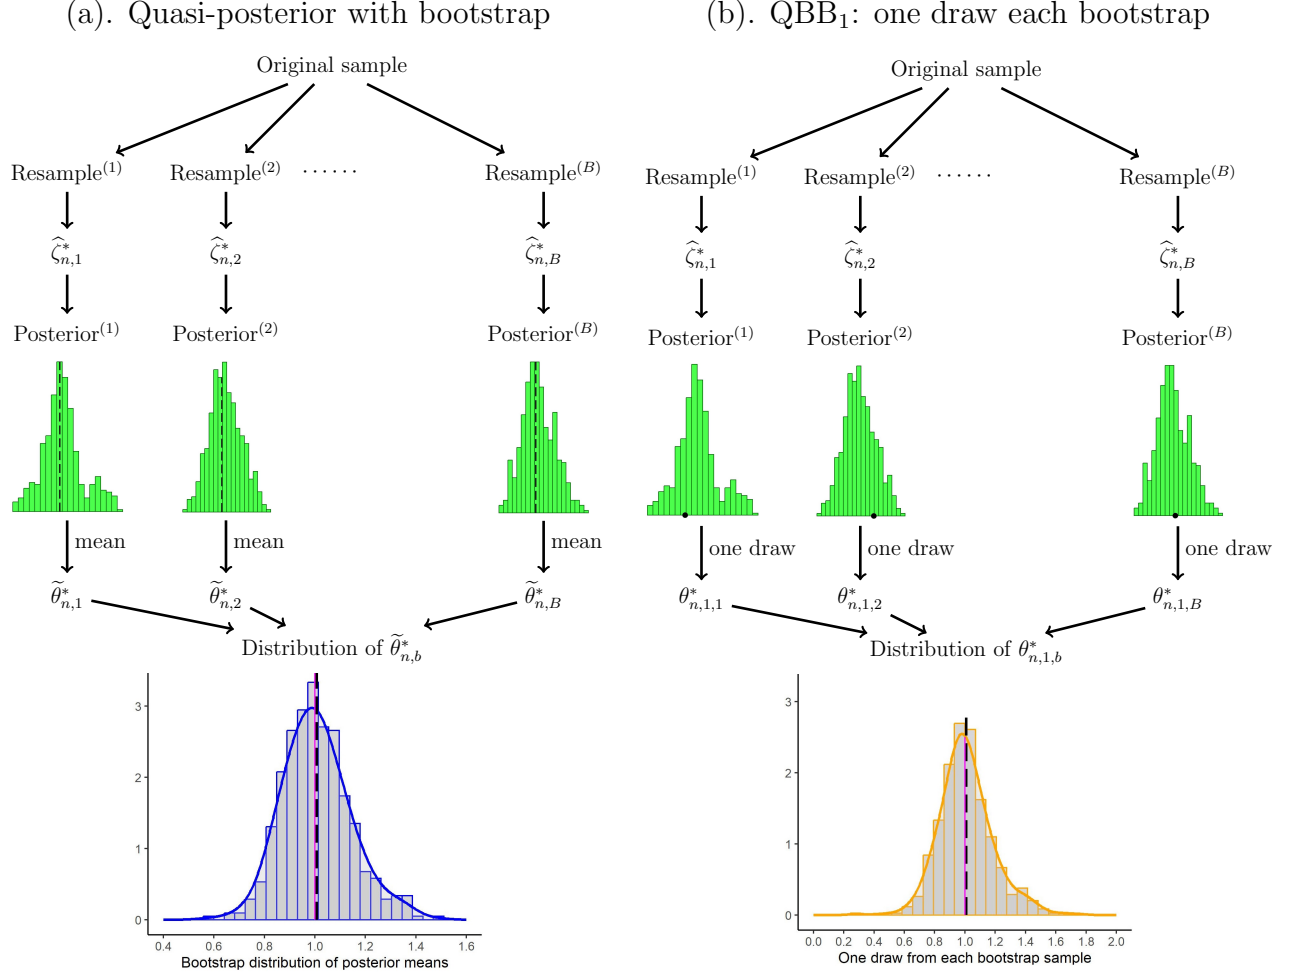 (a). Quasi-posterior with bootstrap
Original sample
Resample⁽¹⁾ Resample⁽²⁾ ⋯⋯ Resample⁽ᴮ⁾
ζ̂*ₙ,₁ ζ̂*ₙ,₂ ζ̂*n,B
Posterior⁽¹⁾ Posterior⁽²⁾ Posterior⁽ᴮ⁾
mean mean mean
θ̃*ₙ,₁ θ̃*ₙ,₂ θ̃*n,B
Distribution of θ̃*n,b
3
2
1
0
0.4 0.6 0.8 1.0 1.2 1.4 1.6
Bootstrap distribution of posterior means
(b). QBB₁: one draw each bootstrap
Original sample
Resample⁽¹⁾ Resample⁽²⁾ ⋯⋯ Resample⁽ᴮ⁾
ζ̂*ₙ,₁ ζ̂*ₙ,₂ ζ̂*n,B
Posterior⁽¹⁾ Posterior⁽²⁾ Posterior⁽ᴮ⁾
one draw one draw one draw
θ*n,1,1 θ*n,1,2 θ*n,1,B
Distribution of θ*n,1,b
3
2
1
0
0.0 0.2 0.4 0.6 0.8 1.0 1.2 1.4 1.6 1.8 2.0
One draw from each bootstrap sample